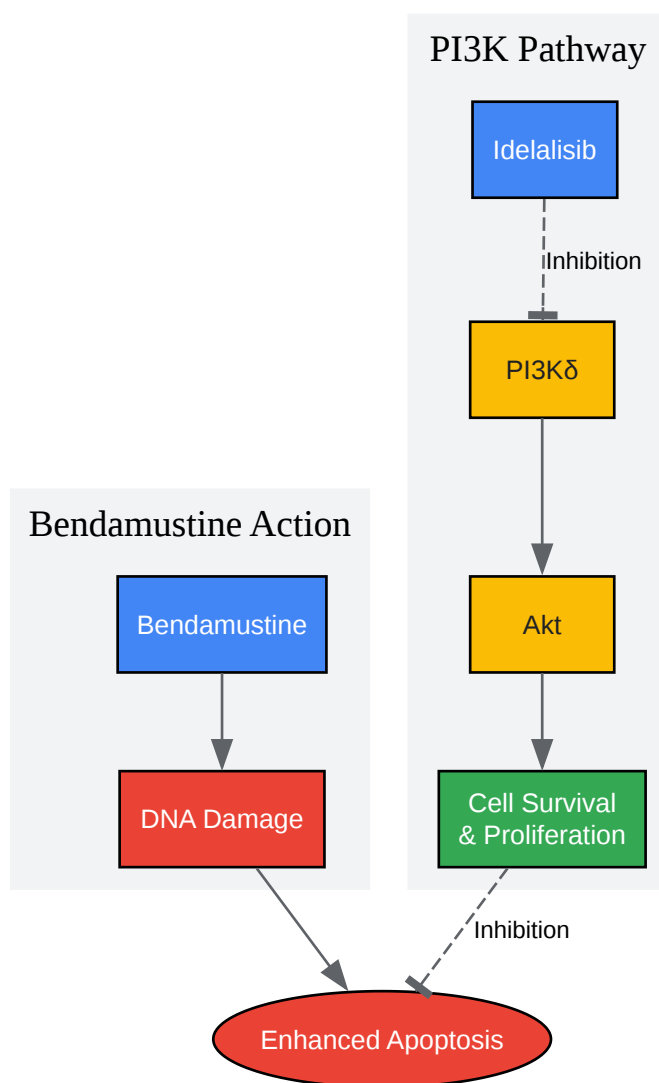 PI3K Pathway
Idelalisib
Inhibition
PI3Kδ
Bendamustine Action
Bendamustine
Akt
DNA Damage
Cell Survival
& Proliferation
Inhibition
Enhanced Apoptosis